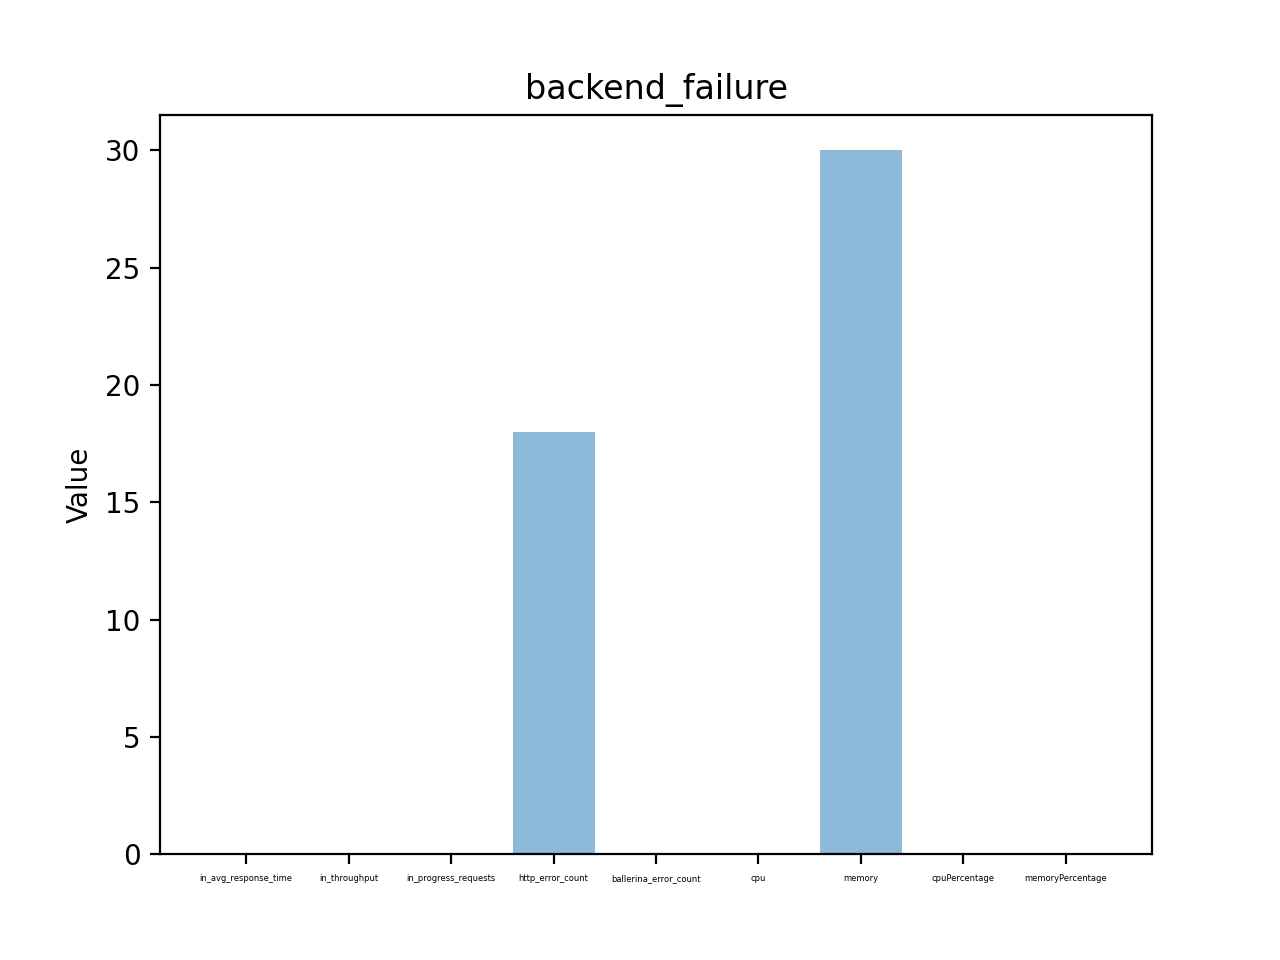 backend_failure
30
25
20
15
10
5
0
Value
in_avg_response_time in_throughput in_progress_requests http_error_count ballerina_error_count cpu memory cpuPercentage memoryPercentage